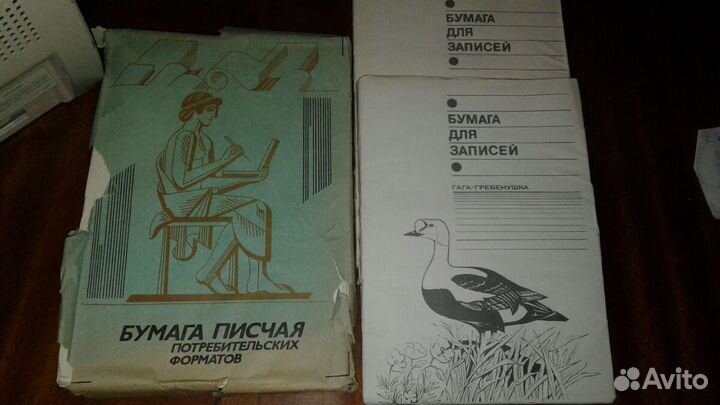 БУМАГА ПИСЧАЯ
ПОТРЕБИТЕЛЬСКИХ
ФОРМАТОВ
БУМАГА
ДЛЯ
ЗАПИСЕЙ
БУМАГА
ДЛЯ
ЗАПИСЕЙ
ГАГА-ГРЕБЕНУШКА
Avito